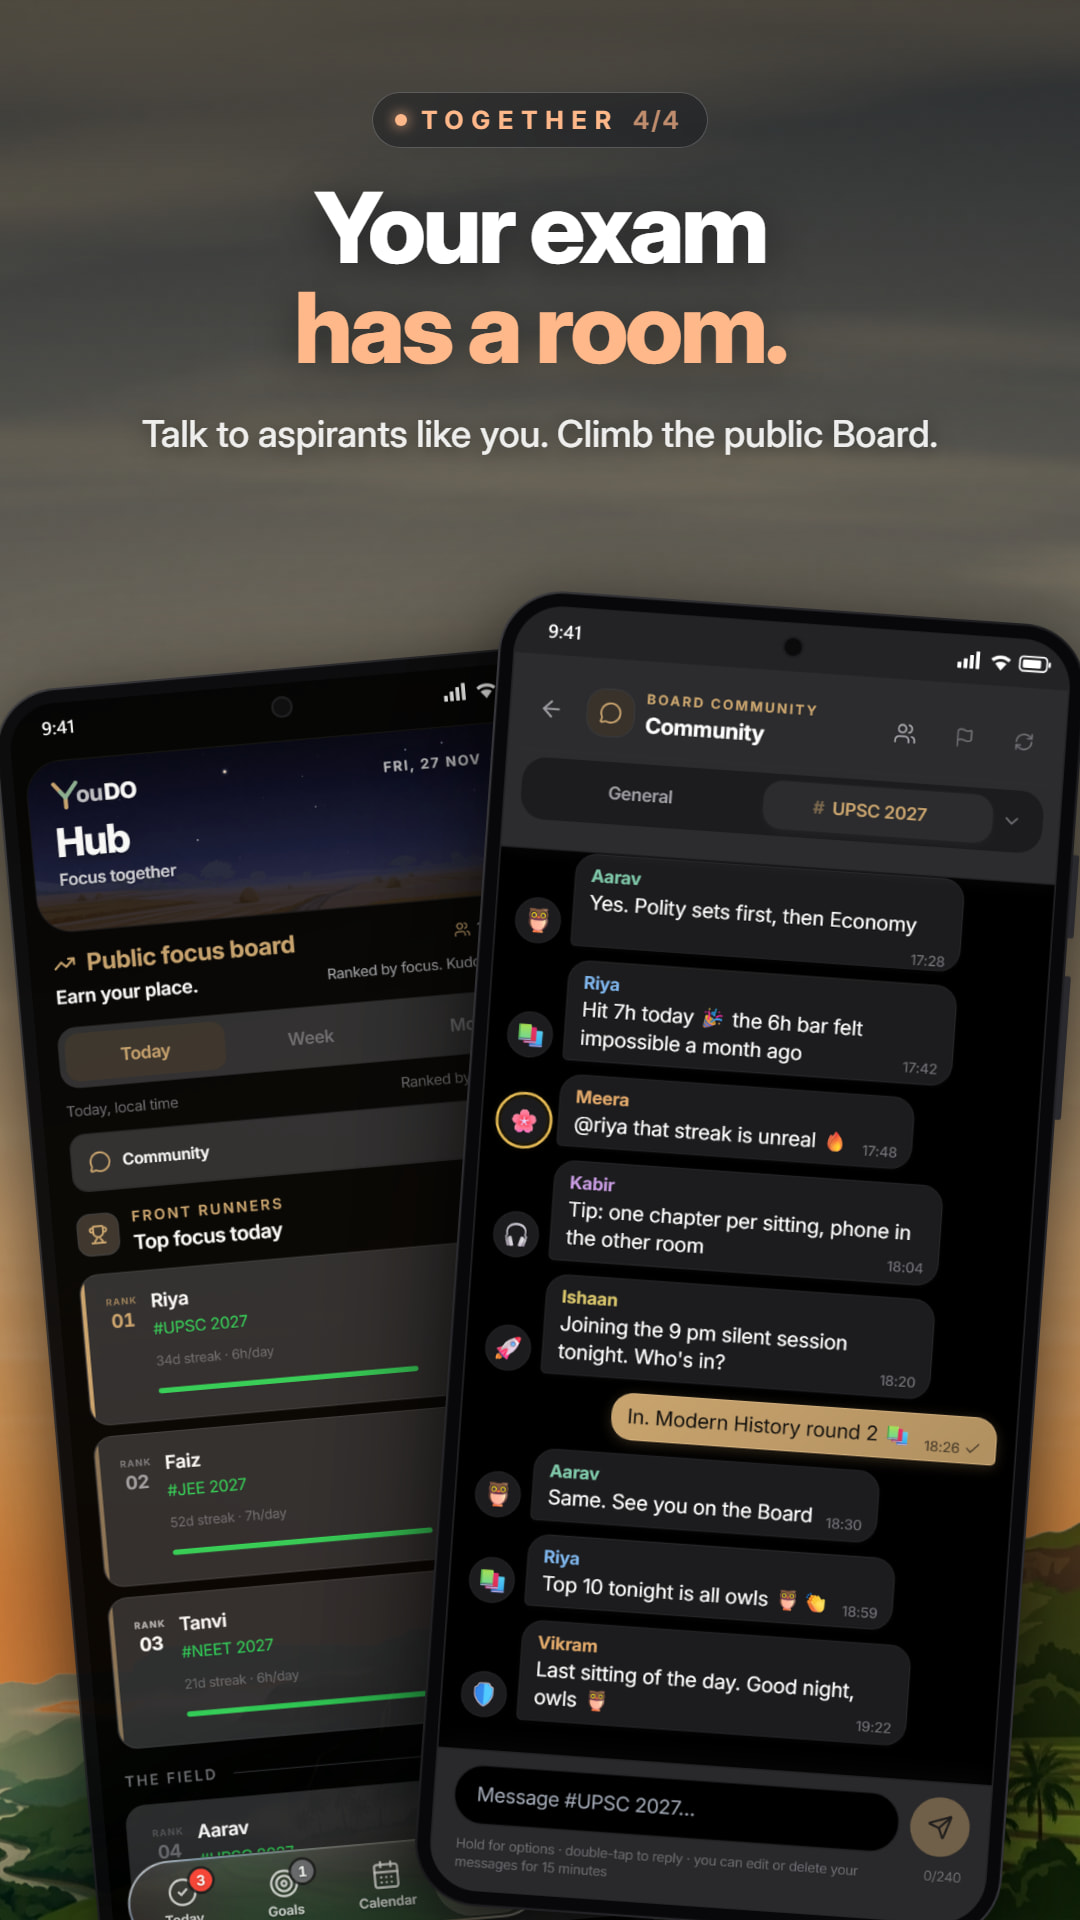 TOGETHER 4/4
Your exam
has a room.
Talk to aspirants like you. Climb the public Board.
9:41
YouDO
FRI, 27 NOV
Hub
Focus together
Public focus board
Earn your place.
Ranked by focus.
Today
Week
Today, local time
Ranked by
Community
FRONT RUNNERS
Top focus today
RANK
01
Riya
#UPSC 2027
34d streak · 6h/day
RANK
02
Faiz
#JEE 2027
52d streak · 7h/day
RANK
03
Tanvi
#NEET 2027
21d streak · 6h/day
THE FIELD
RANK
04
Aarav
#UPSC 2027
3
Today
Goals
1
Calendar
9:41
BOARD COMMUNITY
Community
General
# UPSC 2027
Aarav
Yes. Polity sets first, then Economy
17:28
Riya
Hit 7h today 🎉 the 6h bar felt
impossible a month ago
17:42
Meera
@riya that streak is unreal 🔥 17:48
Kabir
Tip: one chapter per sitting, phone in
the other room
18:04
Ishaan
Joining the 9 pm silent session
tonight. Who's in?
18:20
In. Modern History round 2 📚 18:26
Aarav
Same. See you on the Board 18:30
Riya
Top 10 tonight is all owls 🦉 👏 18:59
Vikram
Last sitting of the day. Good night,
owls 🦉
19:22
Message #UPSC 2027...
Hold for options · double-tap to reply · you can edit or delete your
messages for 15 minutes
0/240